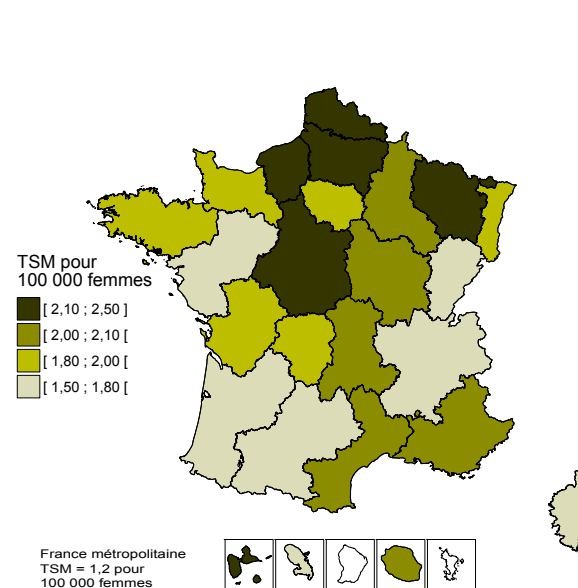 TSM pour
100 000 femmes
[ 2,10 ; 2,50 ]
[ 2,00 ; 2,10 [
[ 1,80 ; 2,00 [
[ 1,50 ; 1,80 [
France métropolitaine
TSM = 1,2 pour
100 000 femmes